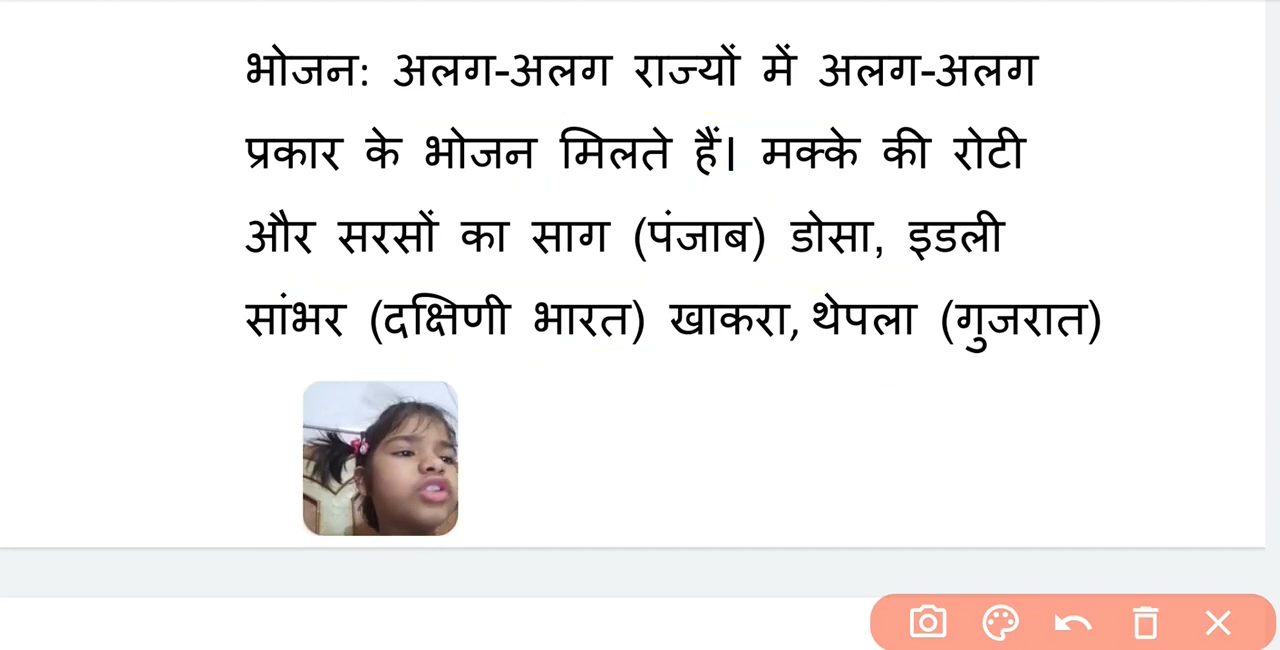 भोजन: अलग-अलग राज्यों में अलग-अलग
प्रकार के भोजन मिलते हैं। मक्के की रोटी
और सरसों का साग (पंजाब) डोसा, इडली
सांभर (दक्षिणी भारत) खाकरा, थेपला (गुजरात)